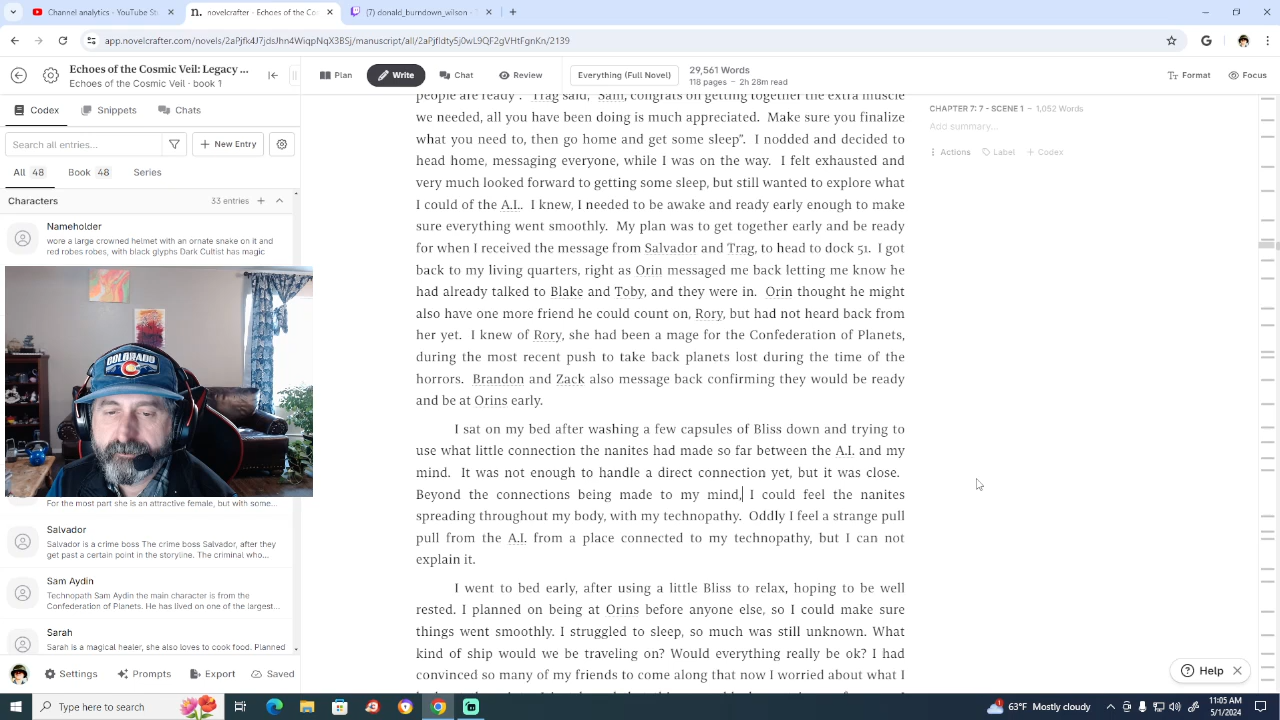 Channel content - YouTube Stu
novelcrafter - Echoes of the Cos
(7) donald_bumbleton - Twitch
app.novelcrafter.com/2aPjfk4J7jdsHn4WiqNqX3BSj/manuscript/all/2aPjfIty5j0wL9QF2gVHtFgnKn/2139
Echoes of the Cosmic Veil: Legacy ...
Echoes of the Cosmic Veil - book 1
Plan
Write
Chat
Review
Everything (Full Novel)
29,561 Words
118 pages - 2h 28m read
Format
Focus
Codex
Snippets
Chats
Search all entries...
+ New Entry
All 48
Book 48
Series
Characters
33 entries
Nameholder
wore a large crowned helmet with an ornate snake on it and
red robes robes, with black glyphs Dark Cultist has magic
COLORADO
For the most part she is an attractive female, but with some...
Salvador
Salvador is a crime boss The crime boss Salvador, after they
get past a certain point in the storyline. The criminal who...
Sam Aydin
Technopath Sam Aydin the main character is from the
Confederation of Planets. He has lived on one of the largest...
Sarah
Sarah is a magical healer, she also loves to cook food. Planned
Settings
Prompts
Export
Saved
people are ready". Trag said, "Sam, congrats on getting together the extra muscle
we needed, all you have been doing is much appreciated. Make sure you finalize
what you need to, then go home and get some sleep". I nodded and decided to
head home, messaging everyone, while I was on the way. I felt exhausted and
very much looked forward to getting some sleep, but still wanted to explore what
I could of the A.I.. I knew, I needed to be awake and ready early enough to make
sure everything went smoothly. My plan was to get together early and be ready
for when I received the message from Salvador and Trag, to head to dock 51. I got
back to my living quarters, right as Orin messaged me back letting me know he
had already talked to Blake and Toby, and they were in. Orin thought he might
also have one more friend he could count on, Rory, but had not heard back from
her yet. I knew of Rory, she had been a mage for the Confederation of Planets,
during the most recent push to take back planets lost during the time of the
horrors. Brandon and Zack also message back confirming they would be ready
and be at Orins early.
I sat on my bed after washing a few capsules of Bliss down and trying to
use what little connection the nanites had made so far between the A.I. and my
mind. It was not enough to handle a direct connection yet, but it was close.
Beyond the connections being made to my mind, I could feel the nanites
spreading throughout my body, with my technopathy. Oddly I feel a strange pull
pull from the A.I. from a place connected to my technopathy, but I can not
explain it.
I went to bed early, after using a little Bliss to relax, hoping to be well
rested. I planned on being at Orins before anyone else, so I could make sure
things went smoothly. I struggled to sleep, so much was still unknown. What
kind of ship would we be traveling on? Would everything really be ok? I had
convinced so many of my friends to come along that now I worried about what I
CHAPTER 7: 7 - SCENE 1 - 1,052 Words
Add summary...
Actions
Label
+ Codex
Help
Type here to search
63°F Mostly cloudy
11:05 AM
5/1/2024